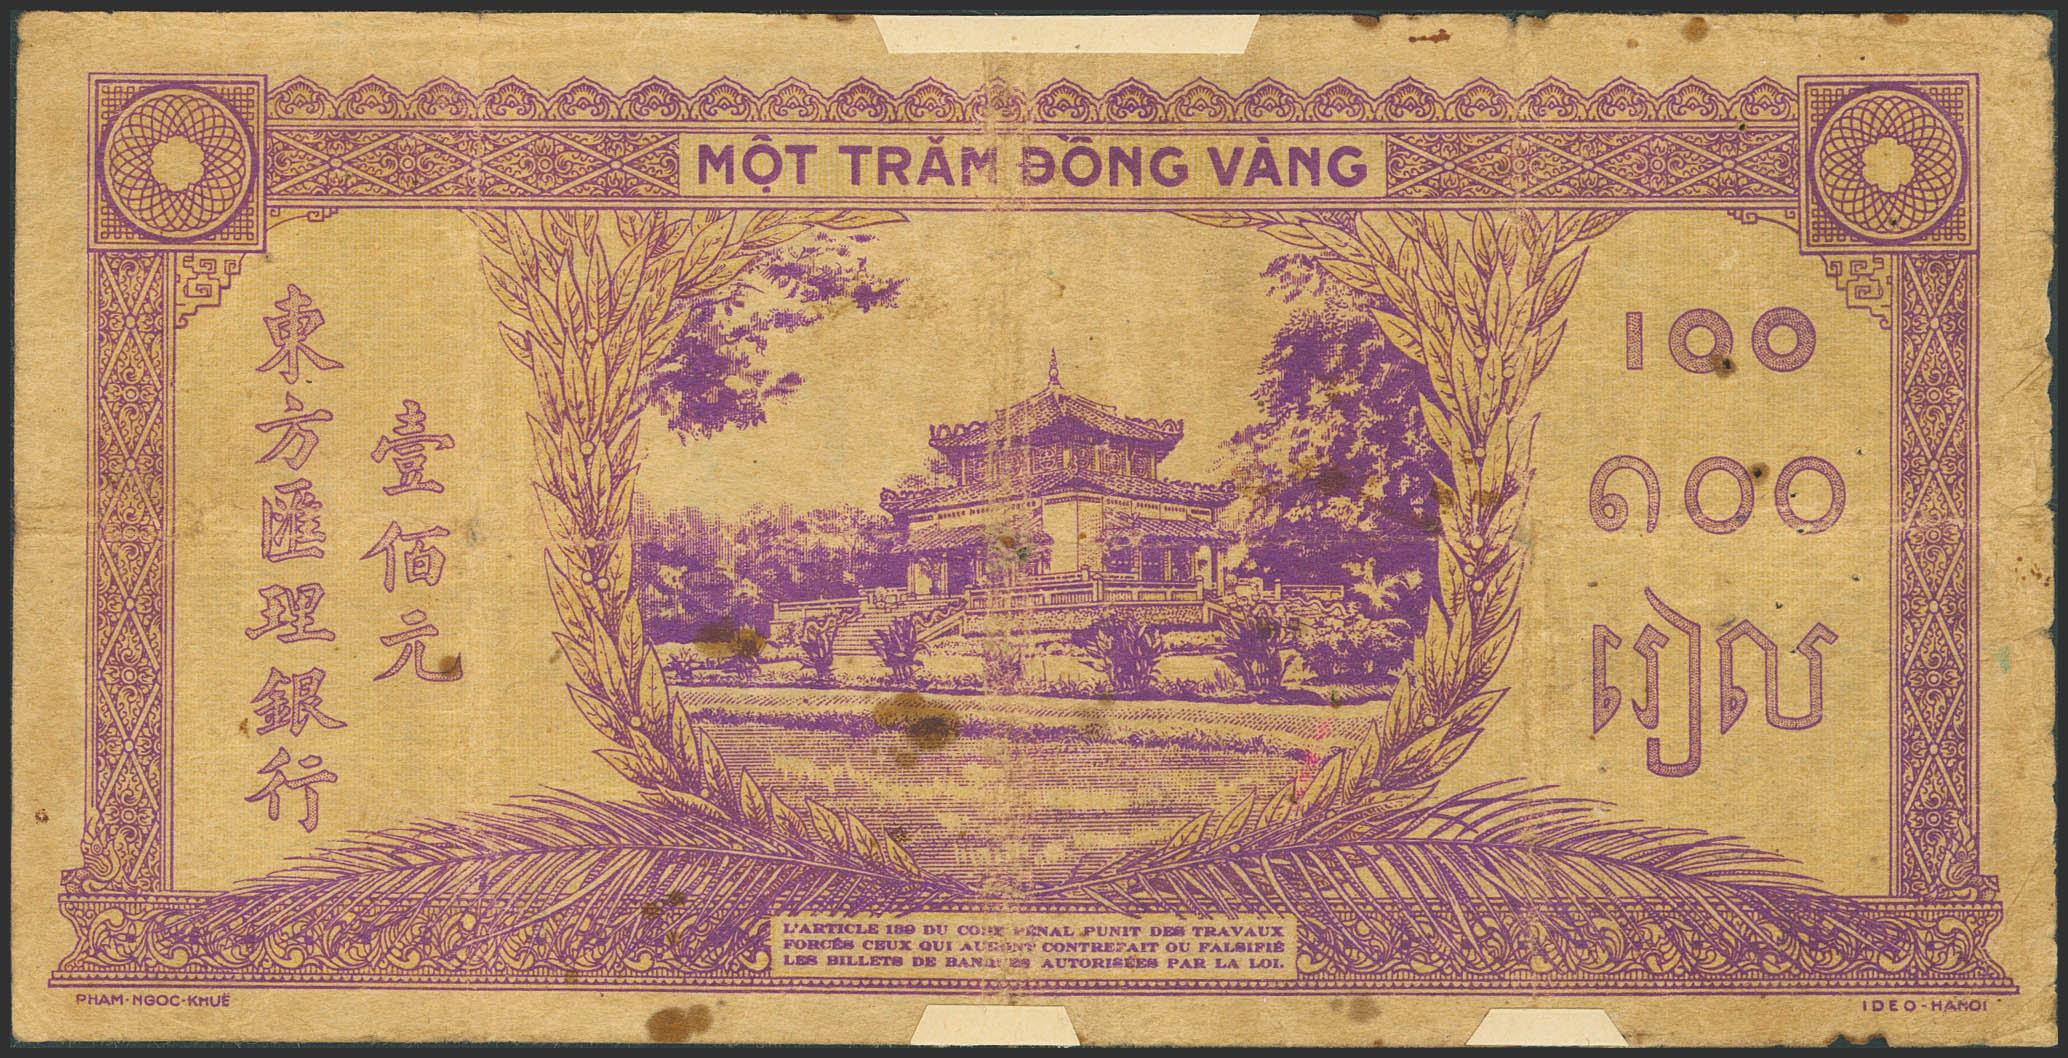 MỘT TRĂM ĐỒNG VÀNG
東方匯理銀行
壹佰元
100
១០០
រៀល
L'ARTICLE 189 DU CODE PÉNAL PUNIT DES TRAVAUX
FORCÉS CEUX QUI AURONT CONTREFAIT OU FALSIFIÉ
LES BILLETS DE BANQUES AUTORISÉES PAR LA LOI.
PHAM-NGOC-KHUÊ
IDEO-HANOI